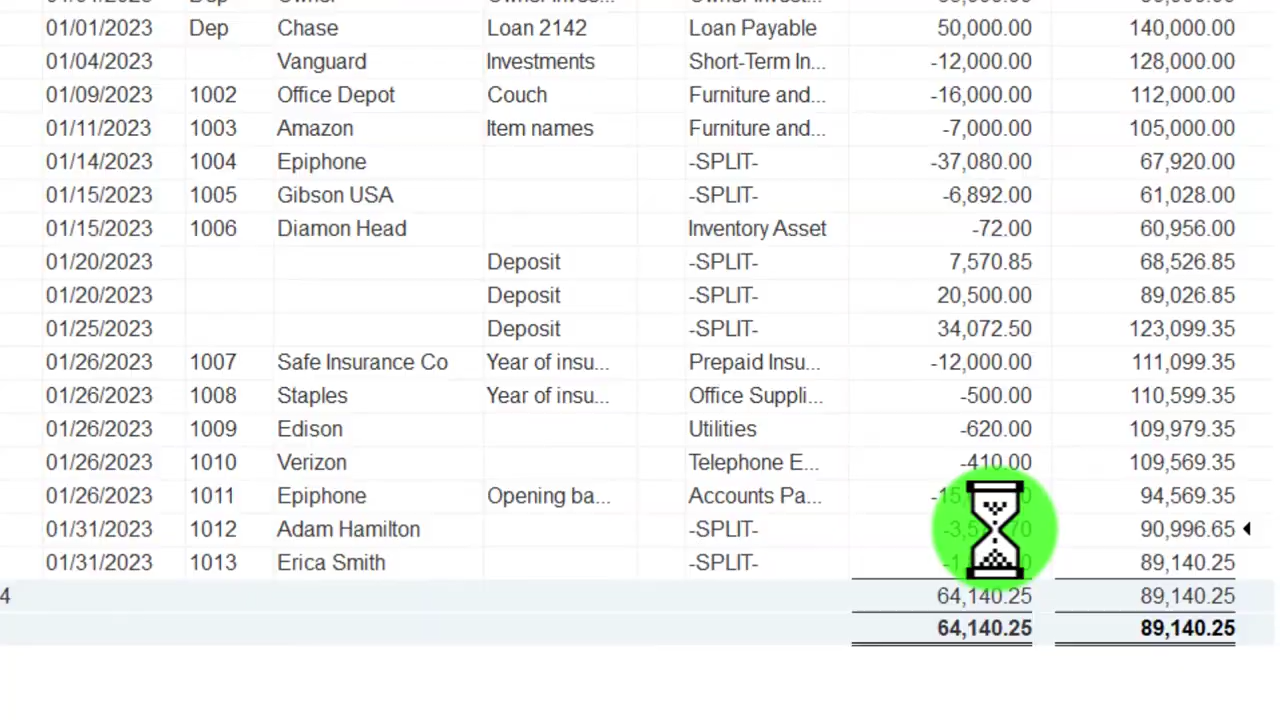 01/01/2023 Dep Chase Loan 2142 Loan Payable 50,000.00 140,000.00
01/04/2023 Vanguard Investments Short-Term In... -12,000.00 128,000.00
01/09/2023 1002 Office Depot Couch Furniture and... -16,000.00 112,000.00
01/11/2023 1003 Amazon Item names Furniture and... -7,000.00 105,000.00
01/14/2023 1004 Epiphone -SPLIT- -37,080.00 67,920.00
01/15/2023 1005 Gibson USA -SPLIT- -6,892.00 61,028.00
01/15/2023 1006 Diamon Head Inventory Asset -72.00 60,956.00
01/20/2023 Deposit -SPLIT- 7,570.85 68,526.85
01/20/2023 Deposit -SPLIT- 20,500.00 89,026.85
01/25/2023 Deposit -SPLIT- 34,072.50 123,099.35
01/26/2023 1007 Safe Insurance Co Year of insu... Prepaid Insu... -12,000.00 111,099.35
01/26/2023 1008 Staples Year of insu... Office Suppli... -500.00 110,599.35
01/26/2023 1009 Edison Utilities -620.00 109,979.35
01/26/2023 1010 Verizon Telephone E... -410.00 109,569.35
01/26/2023 1011 Epiphone Opening ba... Accounts Pa... 94,569.35
01/31/2023 1012 Adam Hamilton -SPLIT- 90,996.65
01/31/2023 1013 Erica Smith -SPLIT- 89,140.25
4 64,140.25 89,140.25
64,140.25 89,140.25